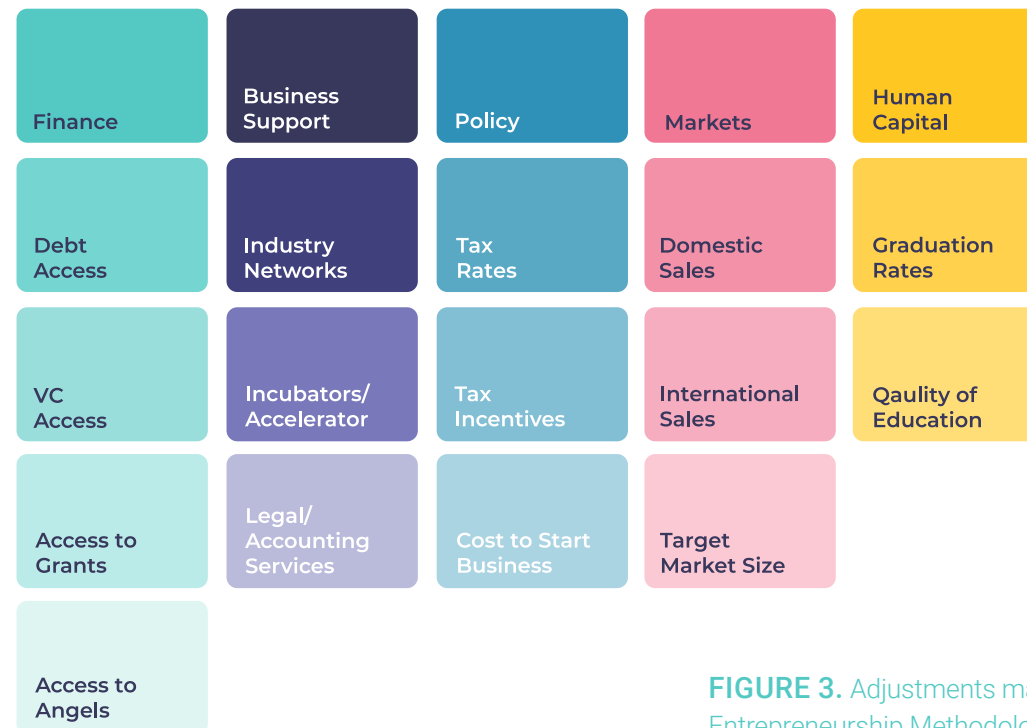 Finance
Business
Support
Policy
Markets
Human
Capital
Debt
Access
Industry
Networks
Tax
Rates
Domestic
Sales
Graduation
Rates
VC
Access
Incubators/
Accelerator
Tax
Incentives
International
Sales
Qaulity of
Education
Access to
Grants
Legal/
Accounting
Services
Cost to Start
Business
Target
Market Size
Access to
Angels
FIGURE 3. Adjustments
Entrepreneurship